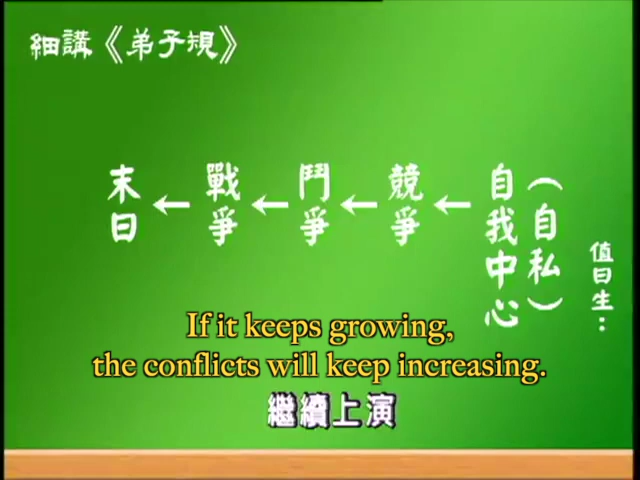 細講《弟子規》
值日生：
（自私）
自我中心
←
競爭
←
鬥爭
←
戰爭
←
末日
If it keeps growing,
the conflicts will keep increasing.
繼續上演